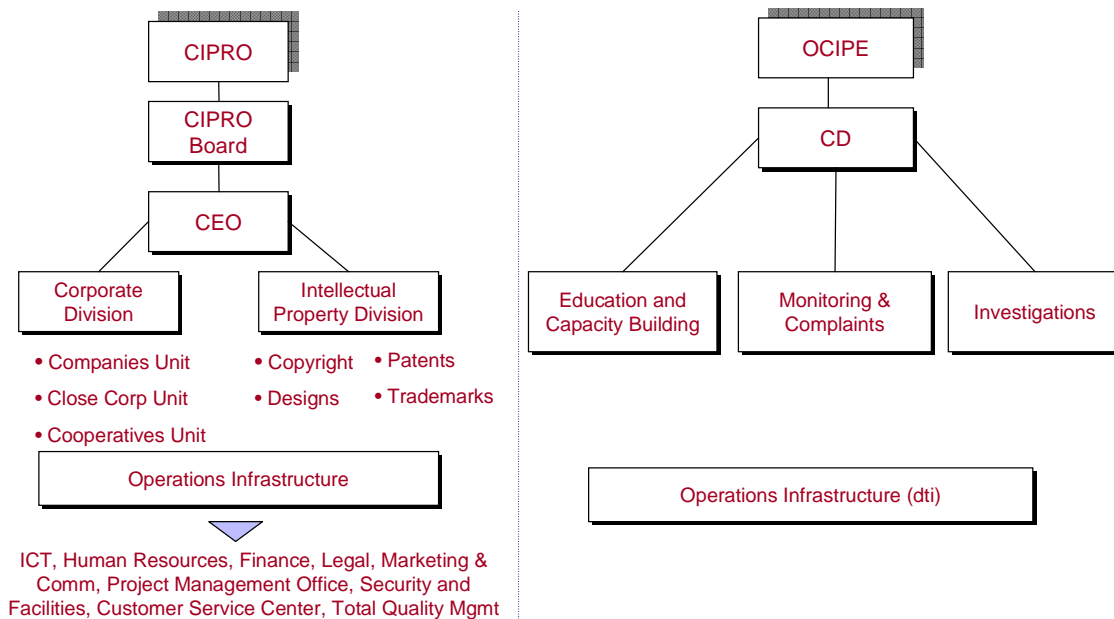 CIPRO
CIPRO
Board
CEO
Corporate
Division
Intellectual
Property Division
• Companies Unit
• Close Corp Unit
• Cooperatives Unit
• Copyright
• Designs
• Patents
• Trademarks
Operations Infrastructure
ICT, Human Resources, Finance, Legal, Marketing &
Comm, Project Management Office, Security and
Facilities, Customer Service Center, Total Quality Mgmt
OCIPE
CD
Education and
Capacity Building
Monitoring &
Complaints
Investigations
Operations Infrastructure (dti)